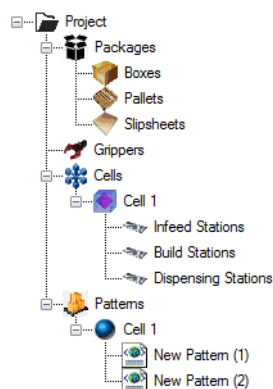 Project
Packages
Boxes
Pallets
Slipsheets
Grippers
Cells
Cell 1
Infeed Stations
Build Stations
Dispensing Stations
Patterns
Cell 1
New Pattern (1)
New Pattern (2)